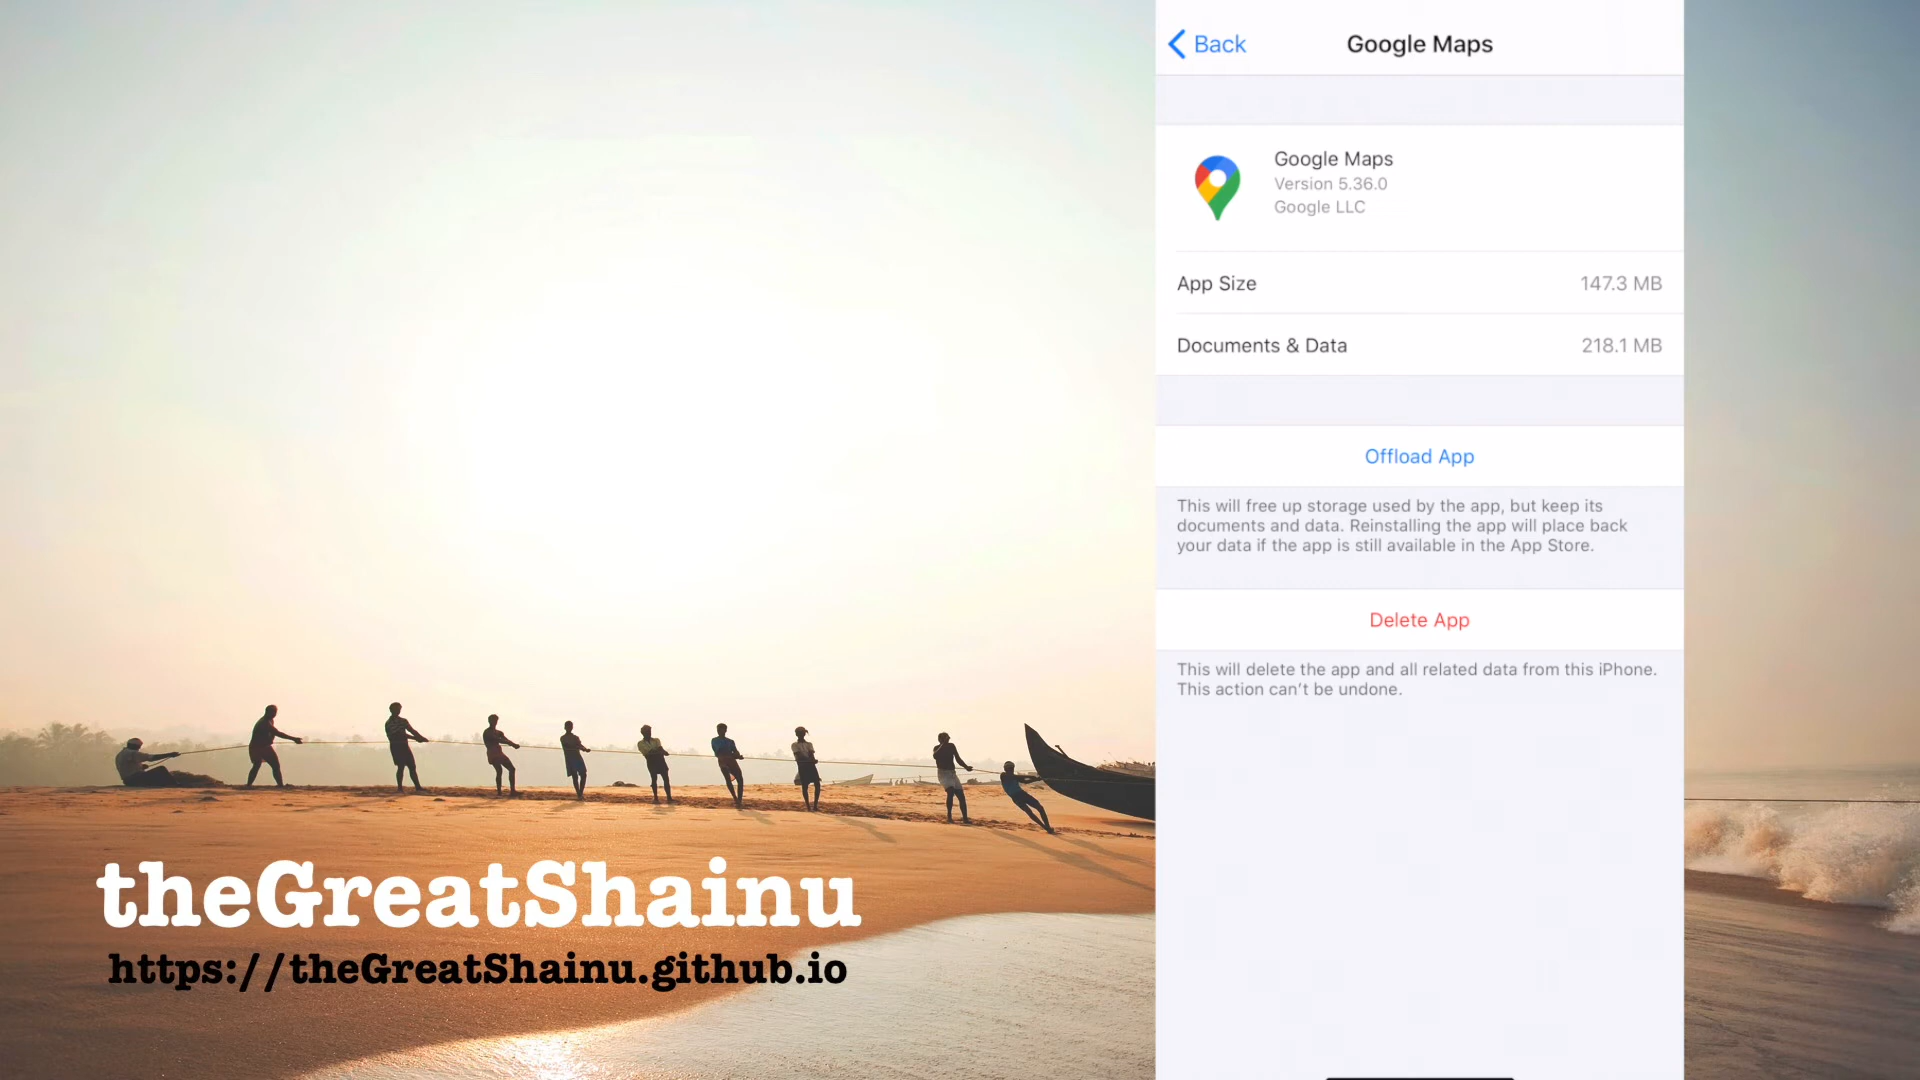 Back
Google Maps
Google Maps
Version 5.36.0
Google LLC
App Size
147.3 MB
Documents & Data
218.1 MB
Offload App
This will free up storage used by the app, but keep its
documents and data. Reinstalling the app will place back
your data if the app is still available in the App Store.
Delete App
This will delete the app and all related data from this iPhone.
This action can’t be undone.
theGreatShainu
https://theGreatShainu.github.io